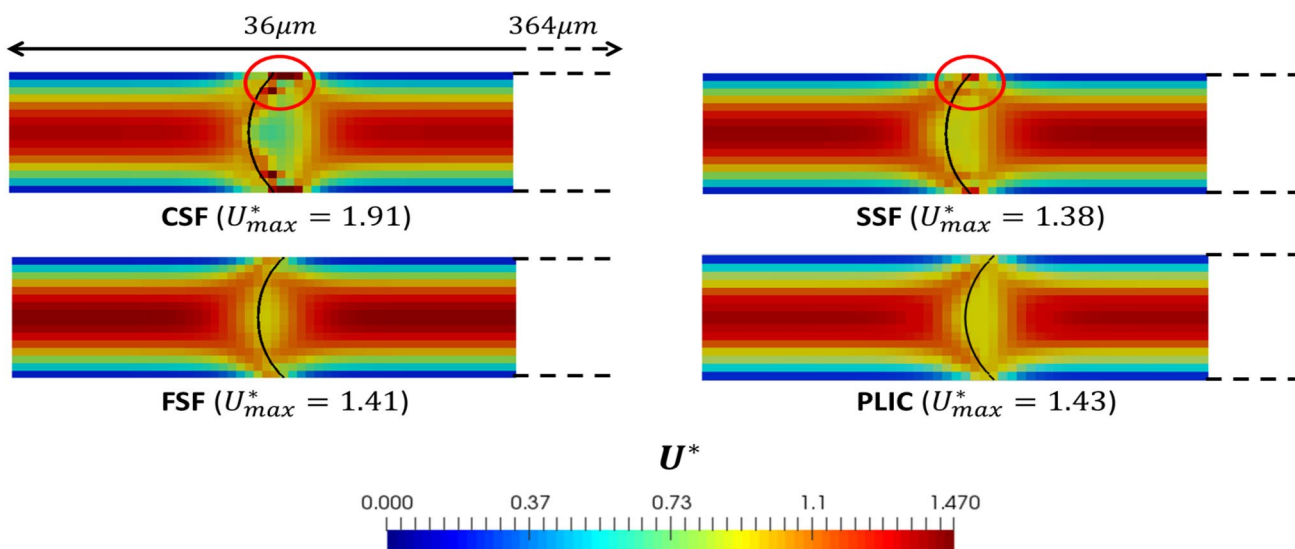 36μm 364μm
CSF (U*max = 1.91) SSF (U*max = 1.38)
FSF (U*max = 1.41) PLIC (U*max = 1.43)
U*
0.000 0.37 0.73 1.1 1.470